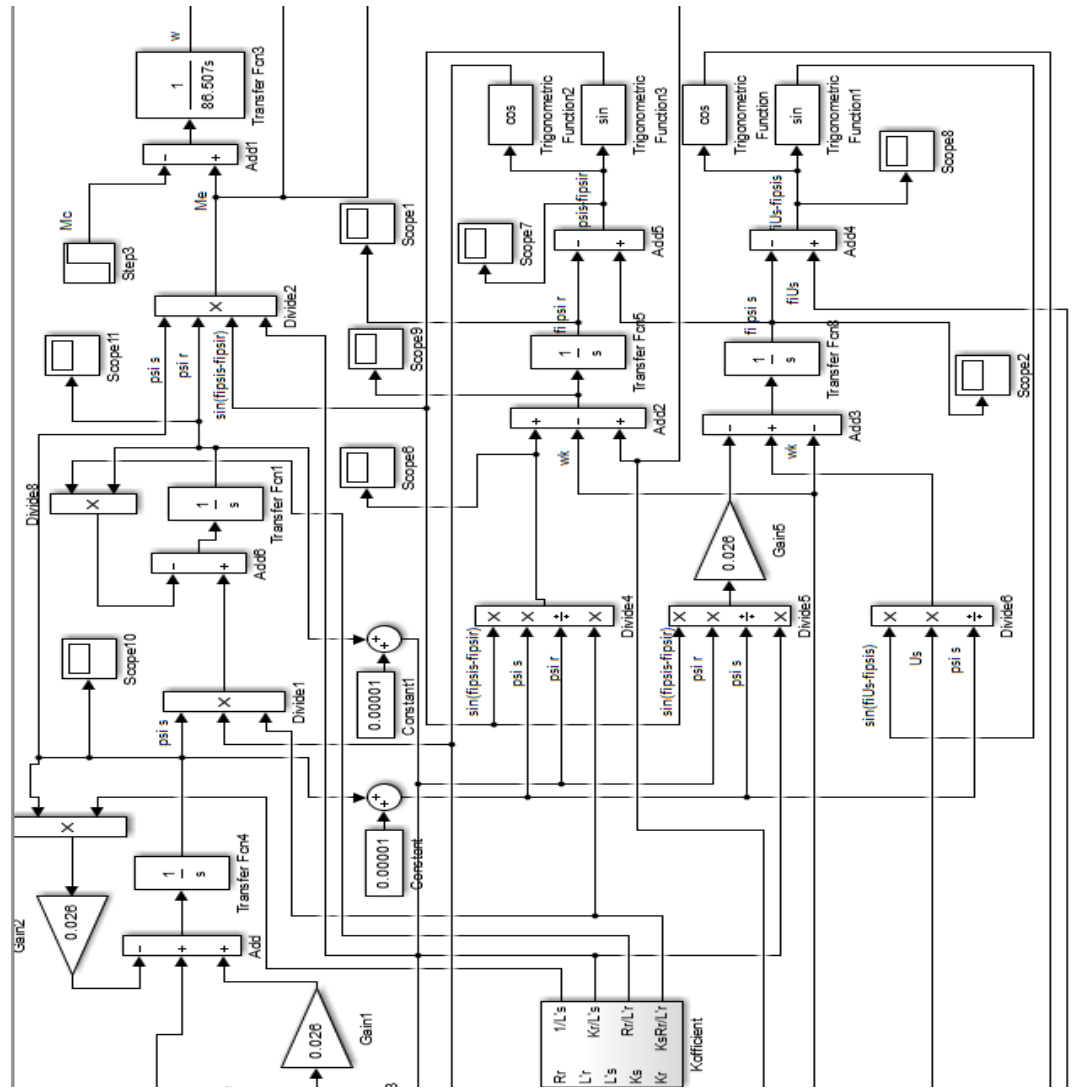 w
1
86.507s
Transfer Fcn3
-
+
Add1
Mc
Me
Step3
X
Divide2
psi s
psi r
sin(fipsis-fipsir)
Scope11
Divide8
X
1
s
Transfer Fcn1
-
+
Add6
Scope10
X
Divide1
psi s
X
1
s
Transfer Fcn4
Gain2
0.026
-
+
+
Add
0.026
Gain1
cos
Trigonometric
Function2
sin
Trigonometric
Function3
psis-fipsir
Scope1
Scope7
-
+
Add5
fi psi r
1
s
Transfer Fcn5
Scope9
+
-
+
Add2
wk
Scope6
X
X
÷
X
Divide4
sin(fipsis-fipsir)
psi s
psi r
+
+
0.00001
Constant1
+
+
0.00001
Constant
cos
Trigonometric
Function
sin
Trigonometric
Function1
Scope8
fiUs-fipsis
-
+
Add4
fi psi s
fiUs
1
s
Transfer Fcn8
Scope2
-
+
-
Add3
wk
0.026
Gain5
X
X
÷
X
Divide5
sin(fipsis-fipsir)
psi r
psi s
X
X
÷
Divide6
sin(fiUs-fipsis)
Us
psi s
Rr
L'r
L's
Ks
Kr
1/L's
Kr/L's
Rr/L'r
KsRr/L'r
Kofficient